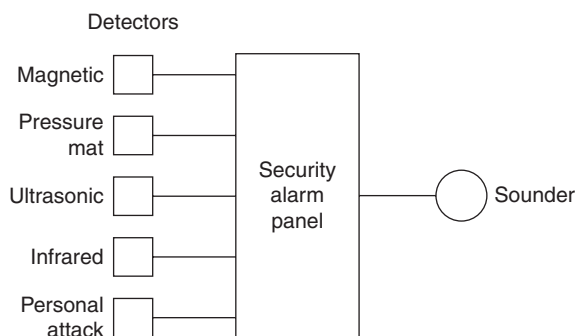 Detectors
Magnetic
Pressure
mat
Ultrasonic
Infrared
Personal
attack
Security
alarm
panel
Sounder